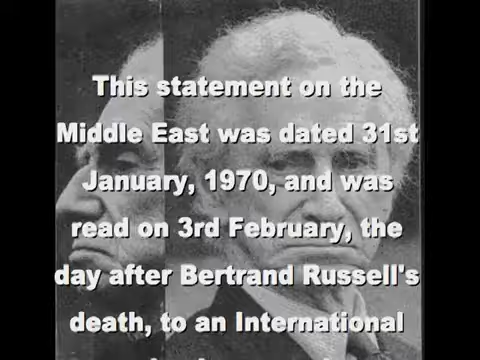 This statement on the
Middle East was dated 31st
January, 1970, and was
read on 3rd February, the
day after Bertrand Russell's
death, to an International